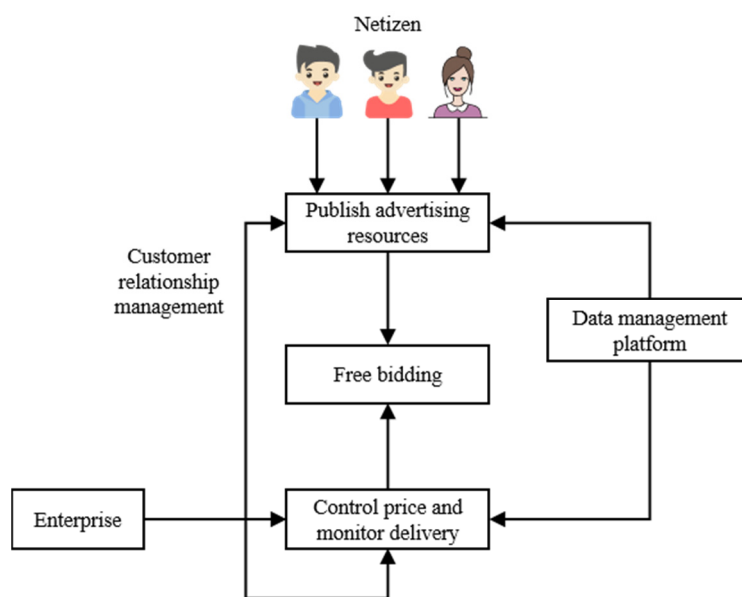 Netizen
Publish advertising
resources
Customer
relationship
management
Data management
platform
Free bidding
Enterprise
Control price and
monitor delivery